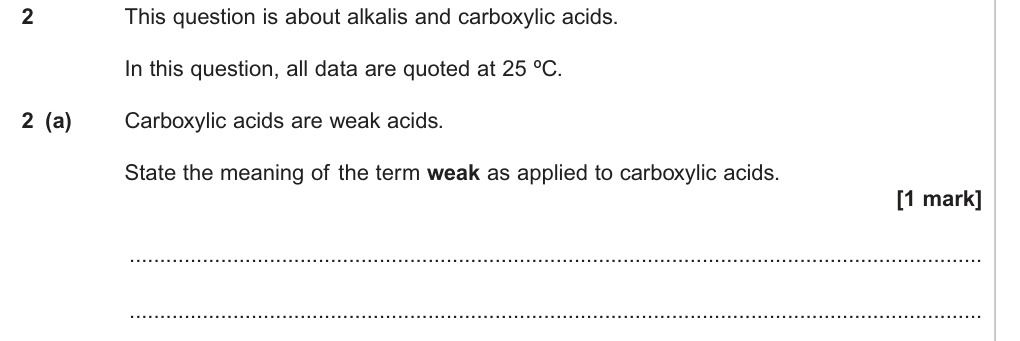 2 This question is about alkalis and carboxylic acids.
In this question, all data are quoted at 25 ºC.
2 (a) Carboxylic acids are weak acids.
State the meaning of the term weak as applied to carboxylic acids.
[1 mark]